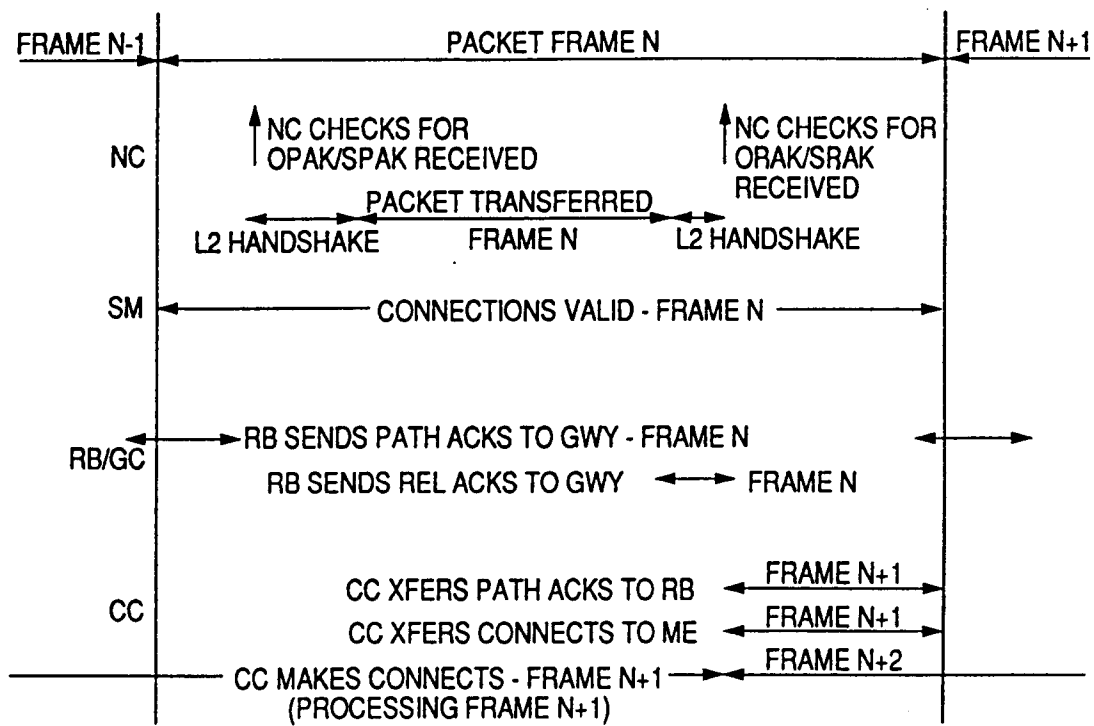 FRAME N-1
PACKET FRAME N
FRAME N+1
NC
NC CHECKS FOR
OPAK/SPAK RECEIVED
NC CHECKS FOR
ORAK/SRAK
RECEIVED
PACKET TRANSFERRED
L2 HANDSHAKE
FRAME N
L2 HANDSHAKE
SM
CONNECTIONS VALID - FRAME N
RB/GC
RB SENDS PATH ACKS TO GWY - FRAME N
RB SENDS REL ACKS TO GWY
FRAME N
CC
CC XFERS PATH ACKS TO RB
FRAME N+1
CC XFERS CONNECTS TO ME
FRAME N+1
CC MAKES CONNECTS - FRAME N+1
(PROCESSING FRAME N+1)
FRAME N+2